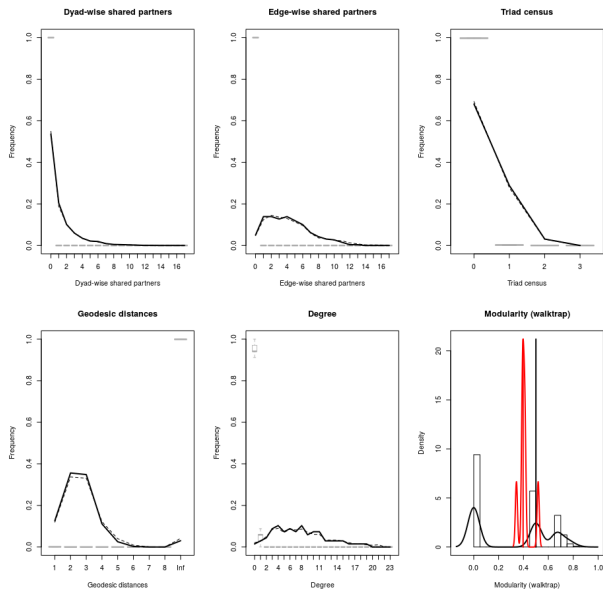 Dyad-wise shared partners
Frequency
0.0 0.2 0.4 0.6 0.8 1.0
0 2 4 6 8 10 12 14 16
Dyad-wise shared partners
Edge-wise shared partners
Frequency
0.0 0.2 0.4 0.6 0.8 1.0
0 2 4 6 8 10 12 14 16
Edge-wise shared partners
Triad census
Frequency
0.0 0.2 0.4 0.6 0.8 1.0
0 1 2 3
Triad census
Geodesic distances
Frequency
0.0 0.2 0.4 0.6 0.8 1.0
1 2 3 4 5 6 7 8 Inf
Geodesic distances
Degree
Frequency
0.0 0.2 0.4 0.6 0.8 1.0
0 2 4 6 8 11 14 17 20 23
Degree
Modularity (walktrap)
Density
0 5 10 15 20
0.0 0.2 0.4 0.6 0.8 1.0
Modularity (walktrap)